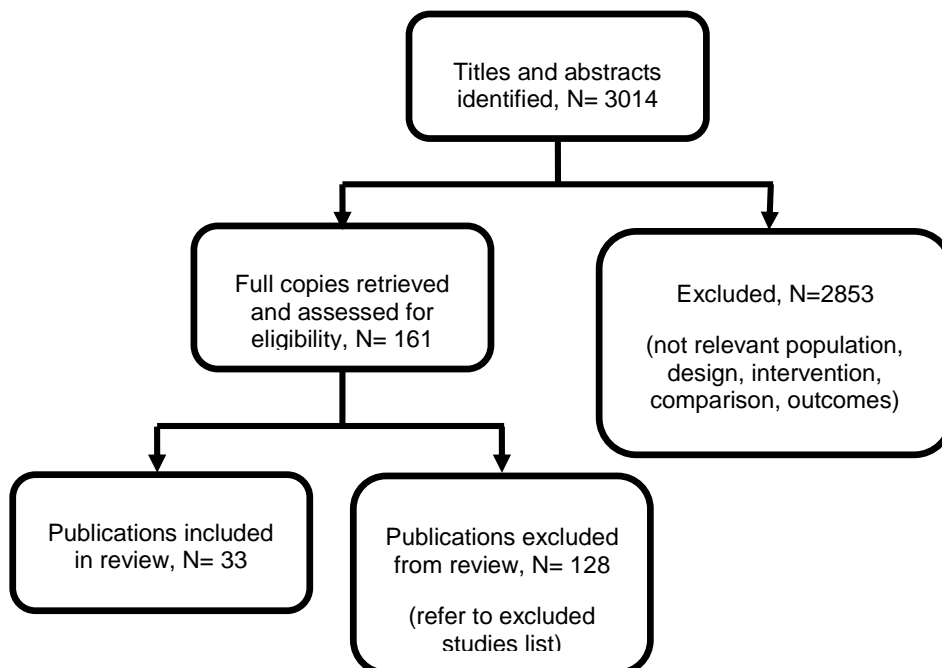 Titles and abstracts
identified, N= 3014
Full copies retrieved
and assessed for
eligibility, N= 161
Excluded, N=2853
(not relevant population,
design, intervention,
comparison, outcomes)
Publications included
in review, N= 33
Publications excluded
from review, N= 128
(refer to excluded
studies list)